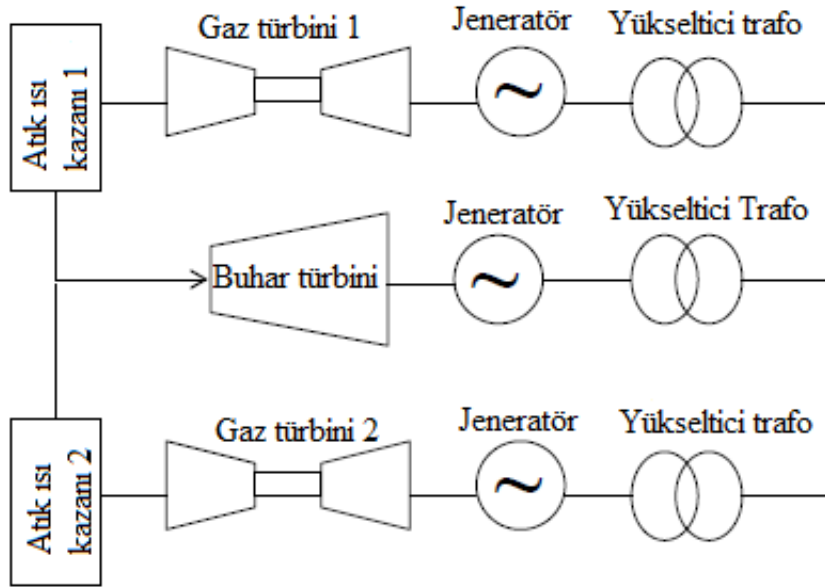 Gaz türbini 1
Jeneratör
Yükseltici trafo
Atık ısı
kazanı 1
Jeneratör
Yükseltici Trafo
Buhar türbini
Gaz türbini 2
Jeneratör
Yükseltici trafo
Atık ısı
kazanı 2